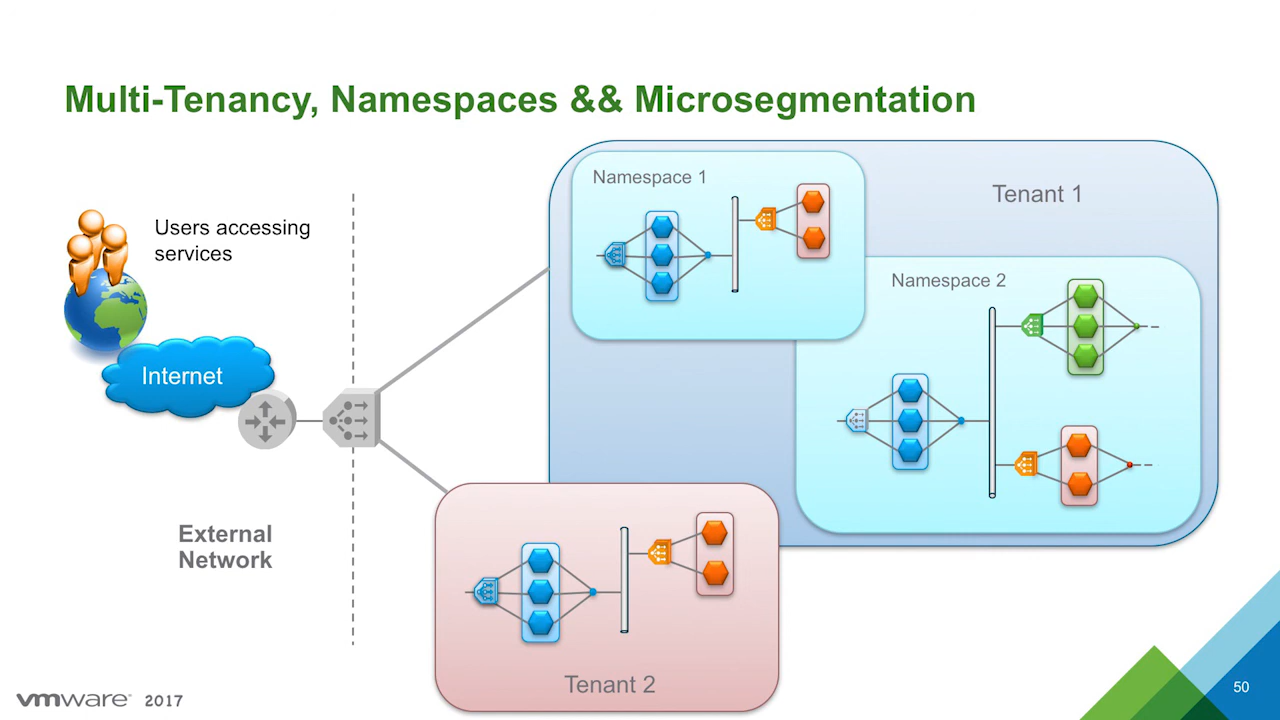 Multi-Tenancy, Namespaces && Microsegmentation
Users accessing
services
Internet
External
Network
Namespace 1
Tenant 1
Namespace 2
Tenant 2
vmware 2017
50